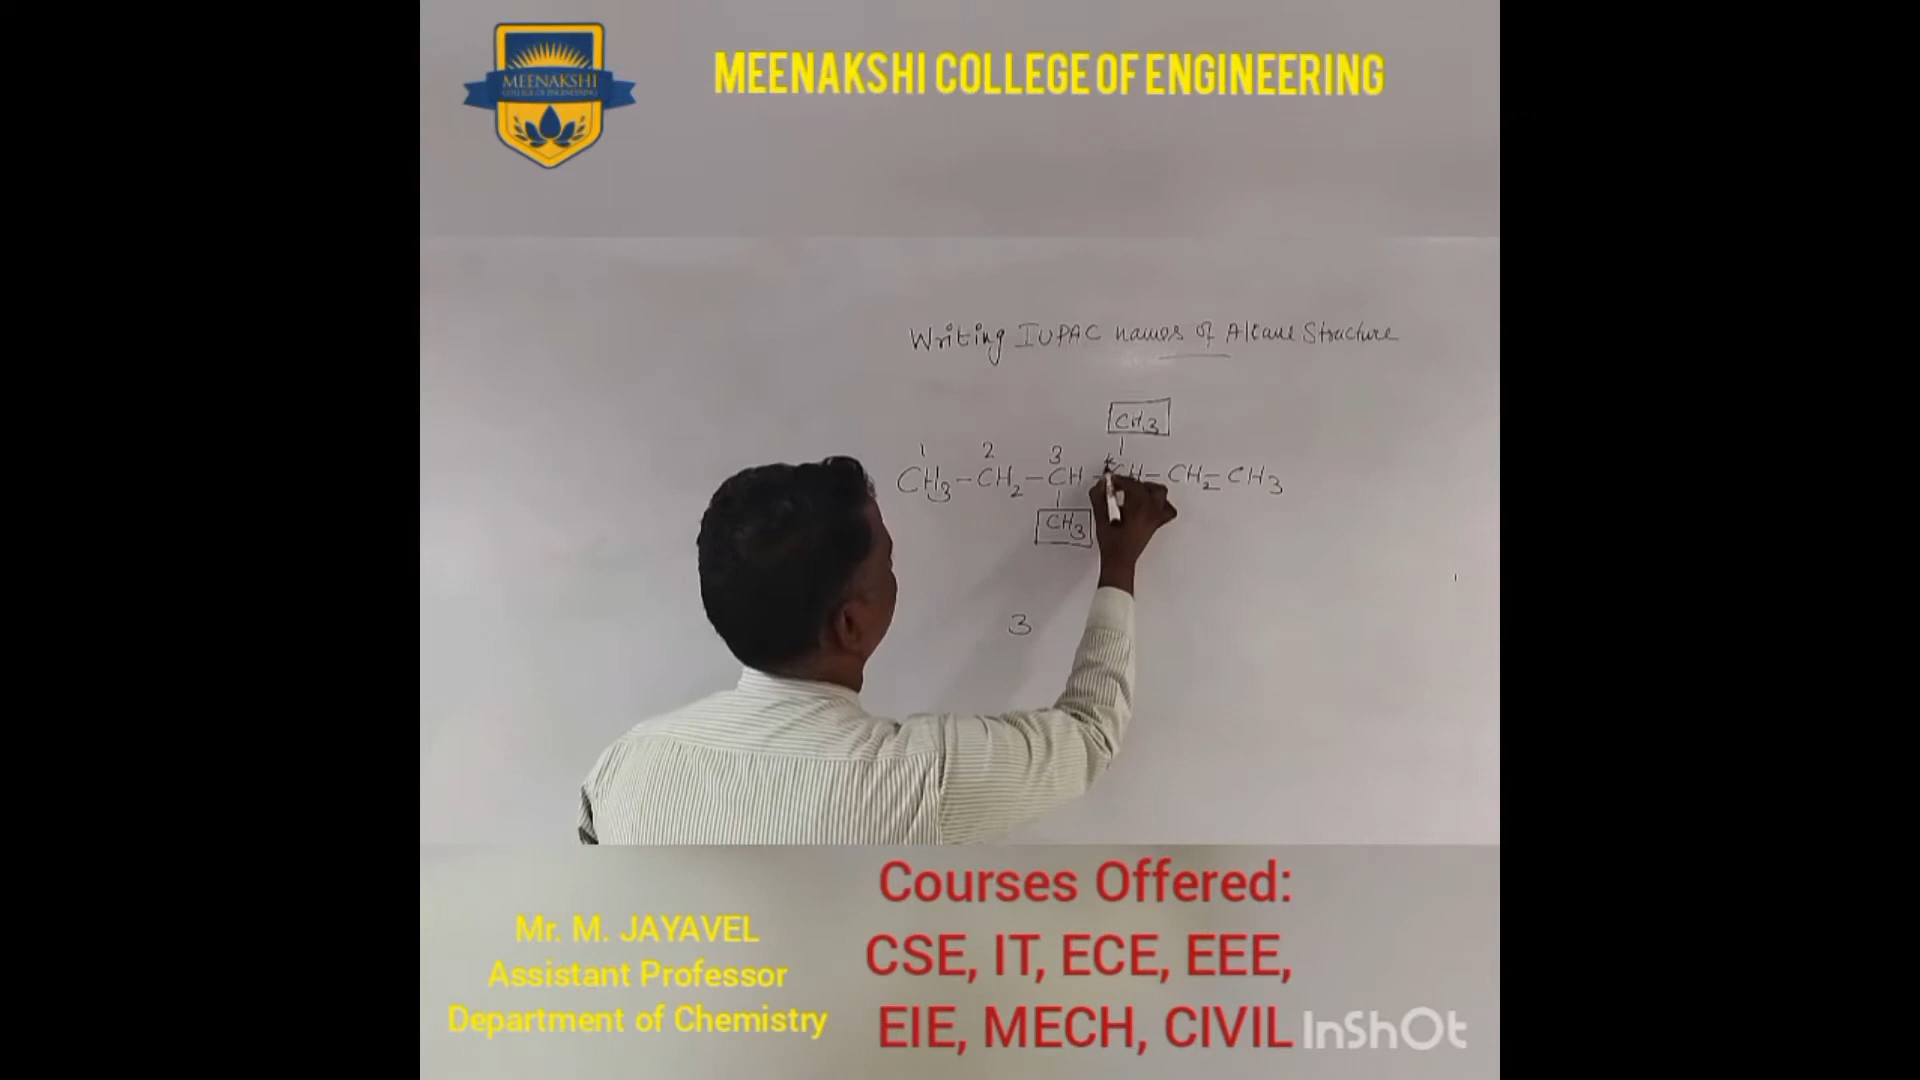 MEENAKSHI
COLLEGE OF ENGINEERING
MEENAKSHI COLLEGE OF ENGINEERING
Writing IUPAC names of Alkane Structure
CH3
1 2 3
CH3-CH2-CH-CH-CH2-CH3
CH3
3
Courses Offered:
CSE, IT, ECE, EEE,
EIE, MECH, CIVIL
Mr. M. JAYAVEL
Assistant Professor
Department of Chemistry
InShOt